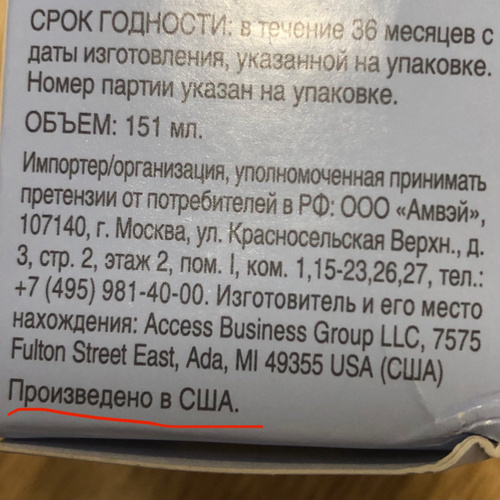 СРОК ГОДНОСТИ: в течение 36 месяцев с
даты изготовления, указанной на упаковке.
Номер партии указан на упаковке.
ОБЪЕМ: 151 мл.
Импортер/организация, уполномоченная принимать
претензии от потребителей в РФ: ООО «Амвэй»,
107140, г. Москва, ул. Красносельская Верхн., д.
3, стр. 2, этаж 2, пом. I, ком. 1,15-23,26,27, тел.:
+7 (495) 981-40-00. Изготовитель и его место
нахождения: Access Business Group LLC, 7575
Fulton Street East, Ada, MI 49355 USA (США)
Произведено в США.